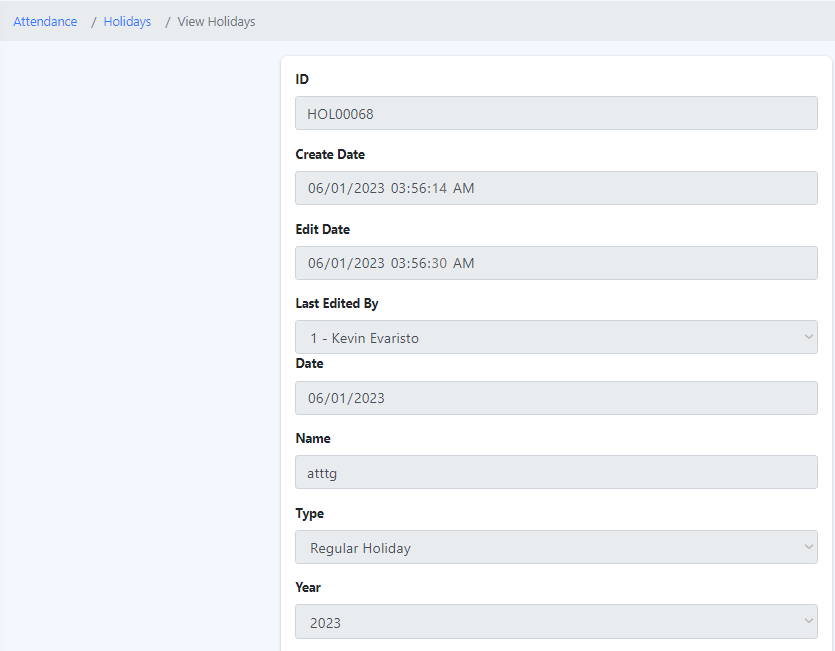 Attendance / Holidays / View Holidays
ID
HOL00068
Create Date
06/01/2023 03:56:14 AM
Edit Date
06/01/2023 03:56:30 AM
Last Edited By
1 - Kevin Evaristo
Date
06/01/2023
Name
atttg
Type
Regular Holiday
Year
2023